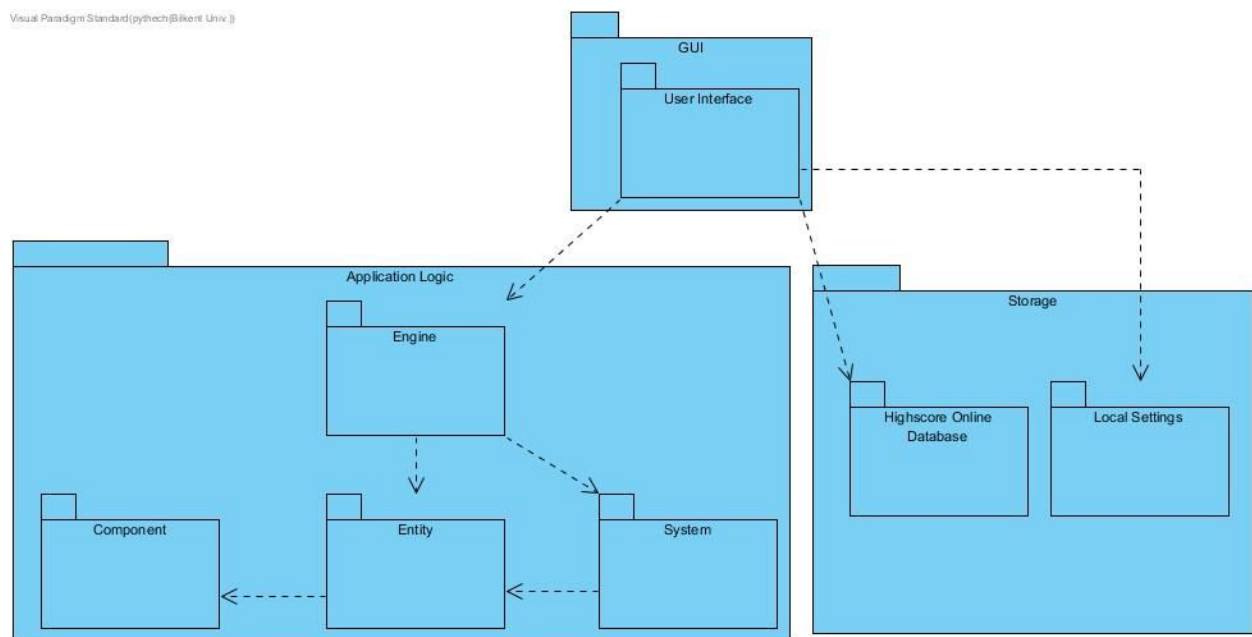 Visual Paradigm Standard(pythech(Bilkent Univ.))
GUI
User Interface
Application Logic
Engine
Component
Entity
System
Storage
Highscore Online
Database
Local Settings